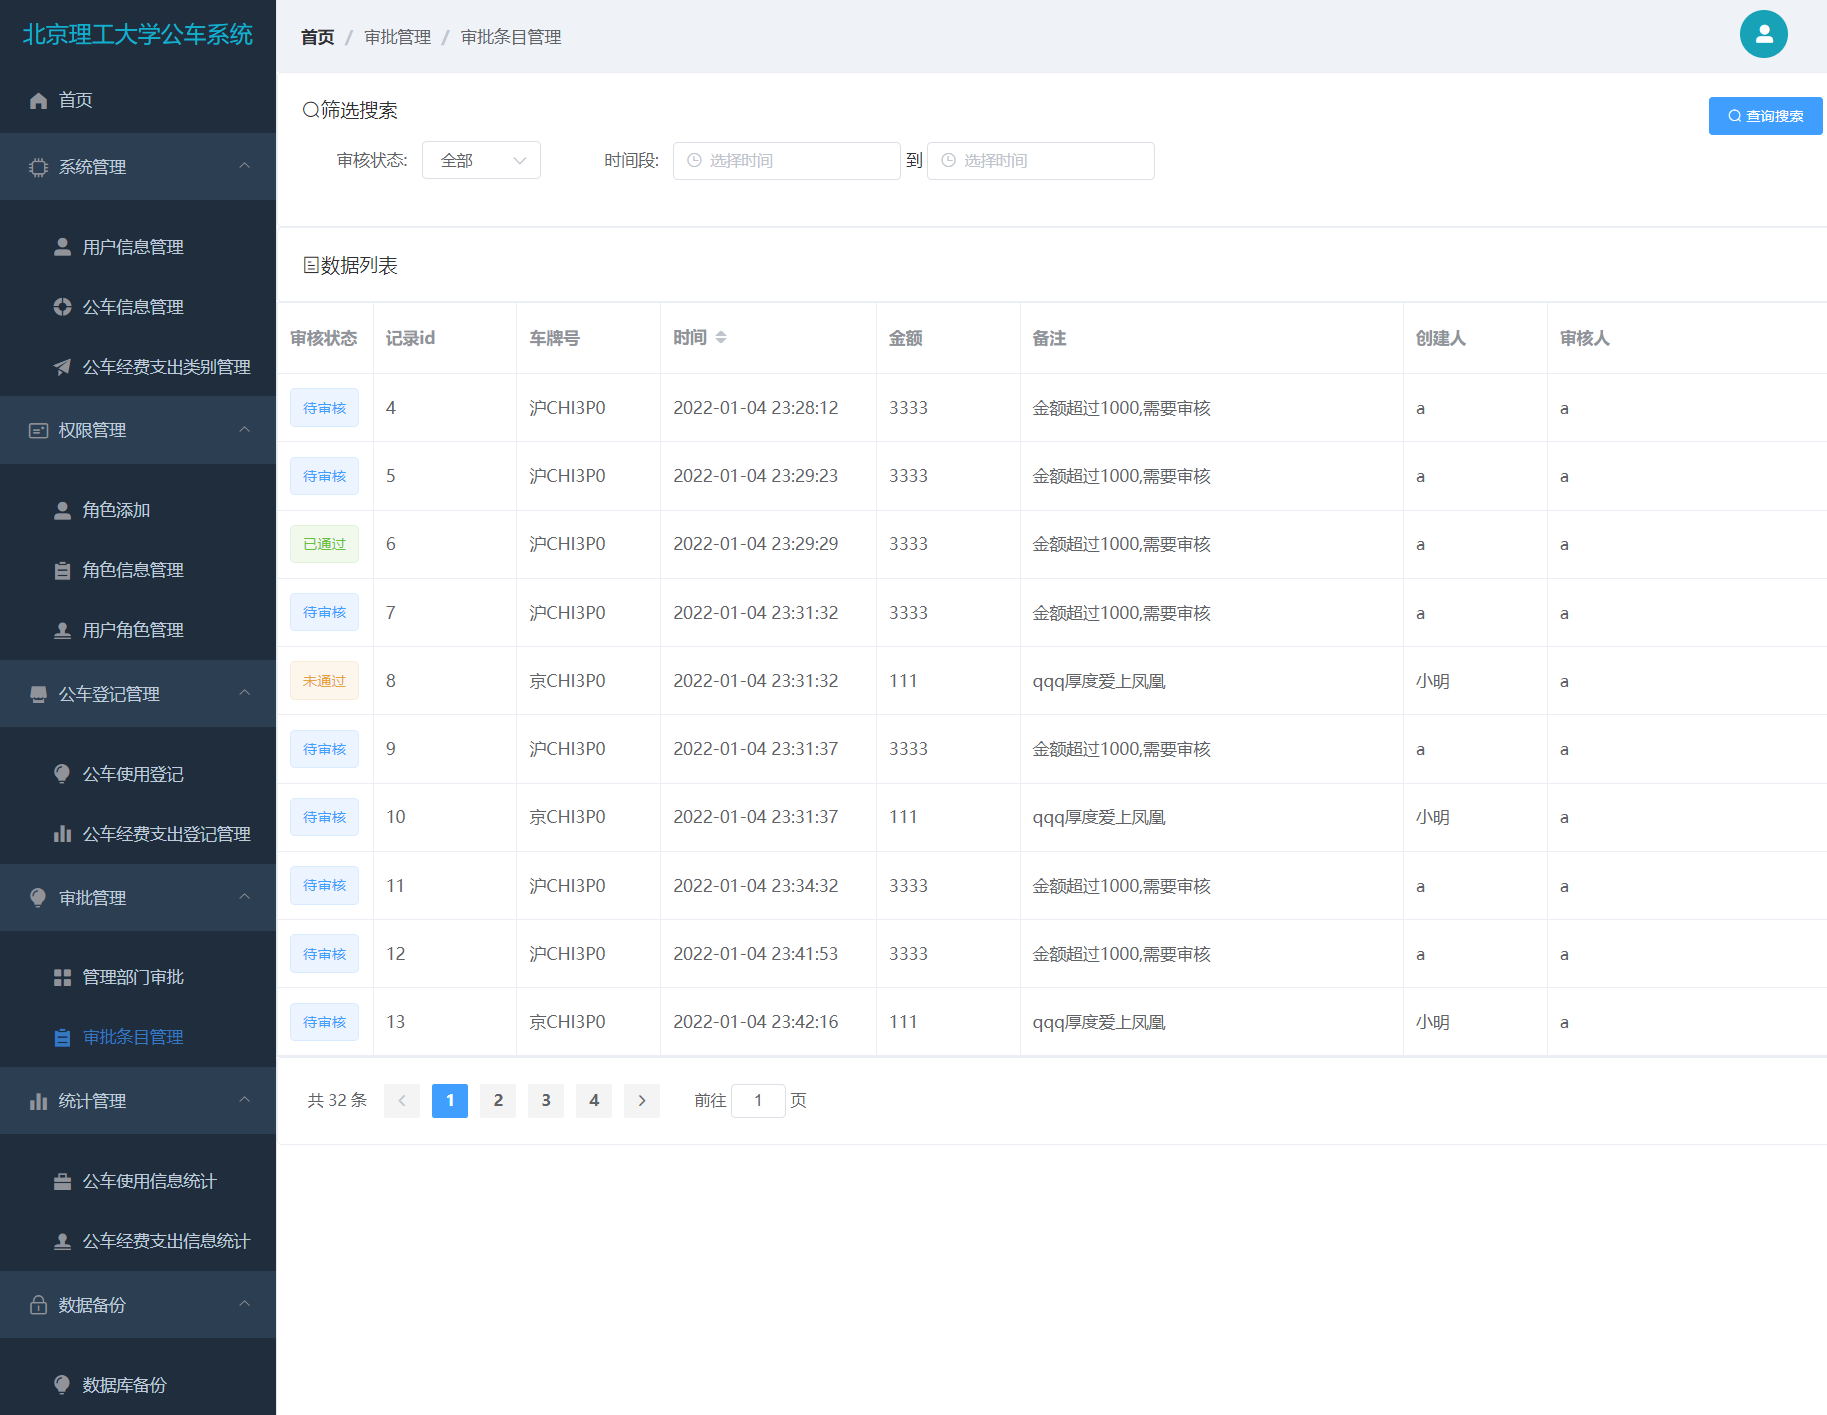 北京理工大学公车系统
首页
系统管理
用户信息管理
公车信息管理
公车经费支出类别管理
权限管理
角色添加
角色信息管理
用户角色管理
公车登记管理
公车使用登记
公车经费支出登记管理
审批管理
管理部门审批
审批条目管理
统计管理
公车使用信息统计
公车经费支出信息统计
数据备份
数据库备份
首页 / 审批管理 / 审批条目管理
筛选搜索
查询搜索
审核状态: 全部 时间段: 选择时间 到 选择时间
数据列表
审核状态 记录id 车牌号 时间 金额 备注 创建人 审核人
待审核 4 沪CHI3P0 2022-01-04 23:28:12 3333 金额超过1000,需要审核 a a
待审核 5 沪CHI3P0 2022-01-04 23:29:23 3333 金额超过1000,需要审核 a a
已通过 6 沪CHI3P0 2022-01-04 23:29:29 3333 金额超过1000,需要审核 a a
待审核 7 沪CHI3P0 2022-01-04 23:31:32 3333 金额超过1000,需要审核 a a
未通过 8 京CHI3P0 2022-01-04 23:31:32 111 qqq厚度爱上凤凰 小明 a
待审核 9 沪CHI3P0 2022-01-04 23:31:37 3333 金额超过1000,需要审核 a a
待审核 10 京CHI3P0 2022-01-04 23:31:37 111 qqq厚度爱上凤凰 小明 a
待审核 11 沪CHI3P0 2022-01-04 23:34:32 3333 金额超过1000,需要审核 a a
待审核 12 沪CHI3P0 2022-01-04 23:41:53 3333 金额超过1000,需要审核 a a
待审核 13 京CHI3P0 2022-01-04 23:42:16 111 qqq厚度爱上凤凰 小明 a
共 32 条 1 2 3 4 前往 1 页